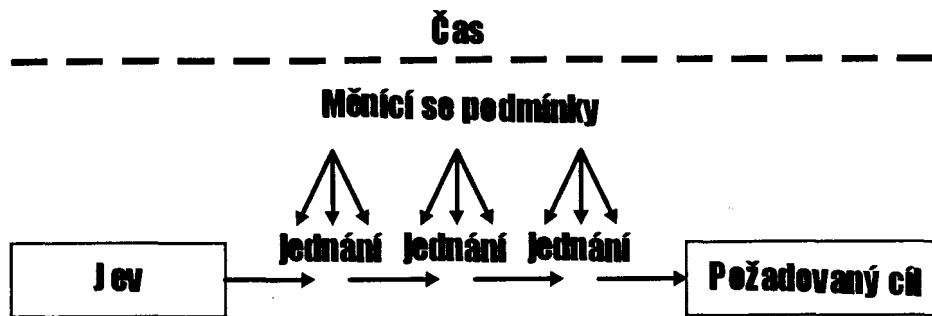 Čas
Měnící se podmínky
jednání jednání jednání
Jev
Požadovaný cíl